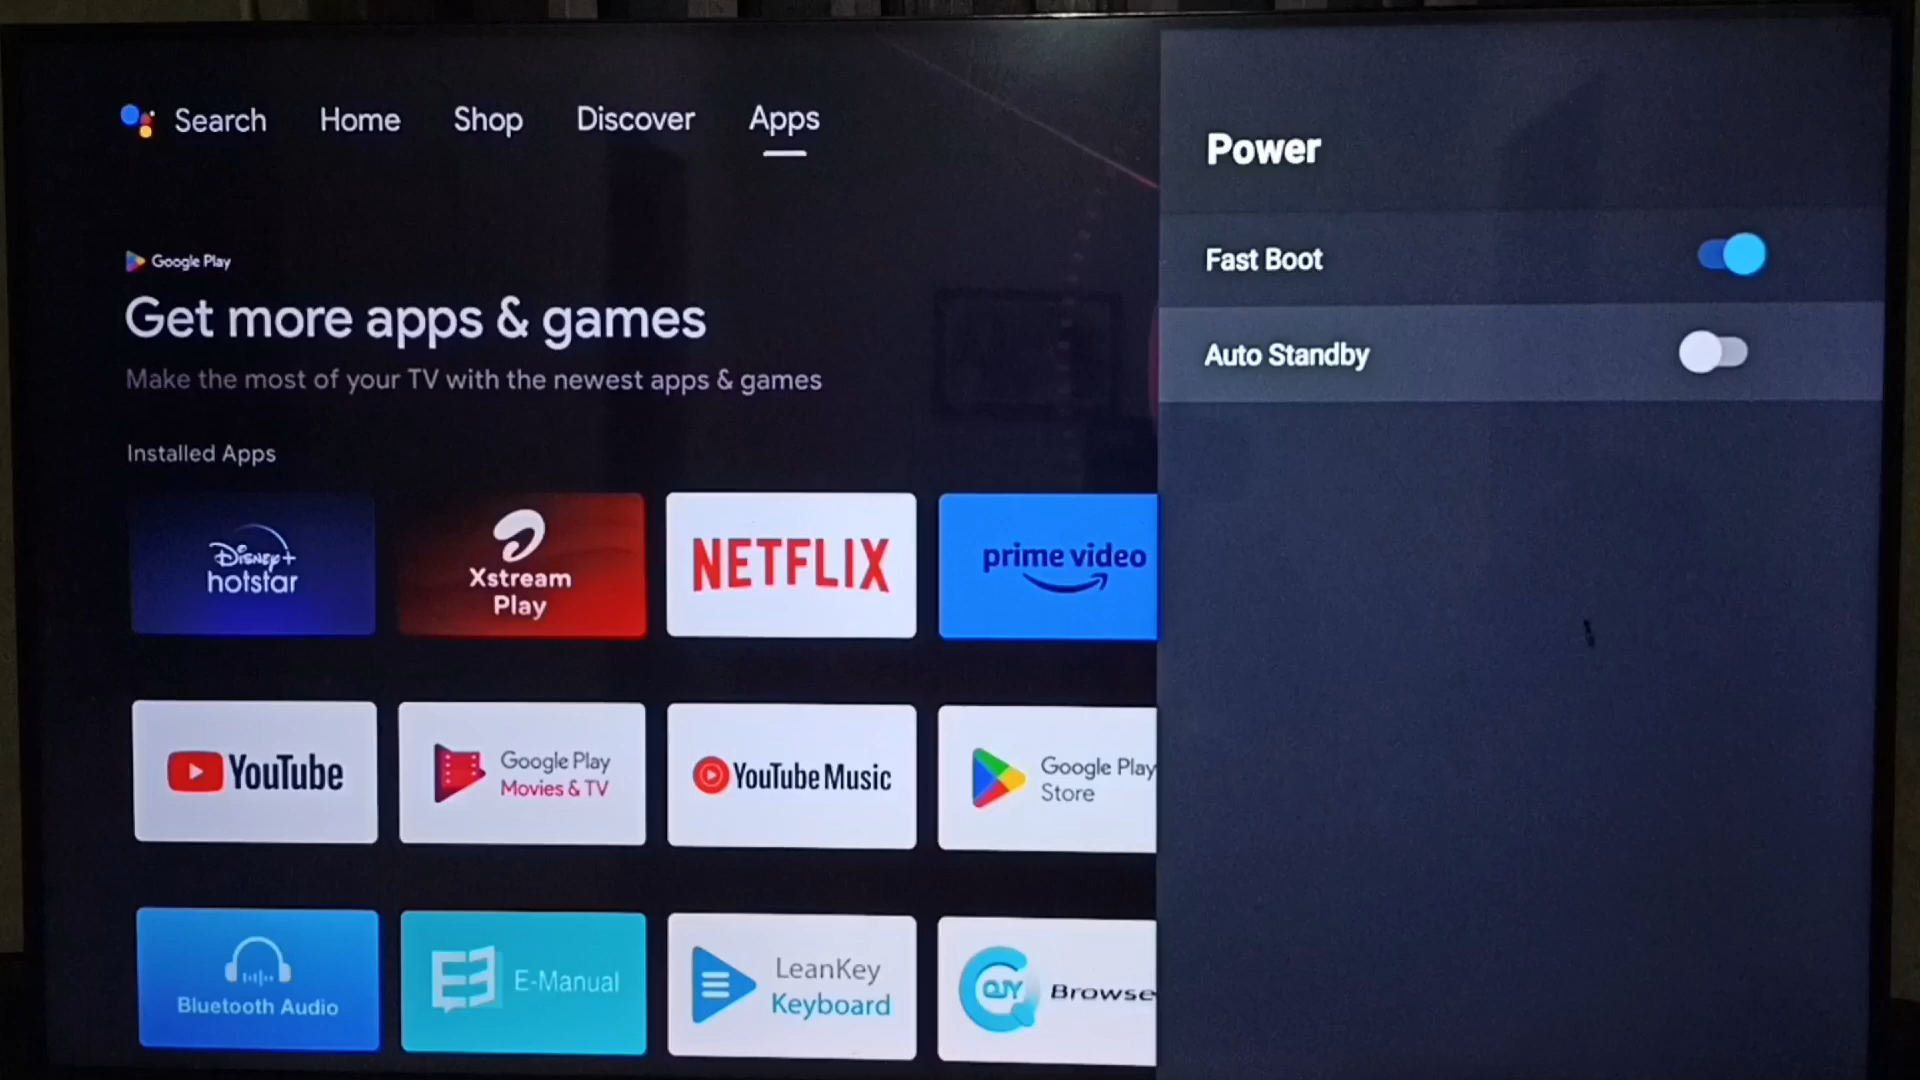 Search Home Shop Discover Apps
Google Play
Get more apps & games
Make the most of your TV with the newest apps & games
Installed Apps
Disney+
hotstar
Xstream
Play
NETFLIX
prime video
YouTube
Google Play
Movies & TV
YouTube Music
Google Play
Store
Bluetooth Audio
E-Manual
LeanKey
Keyboard
Browse
Power
Fast Boot
Auto Standby